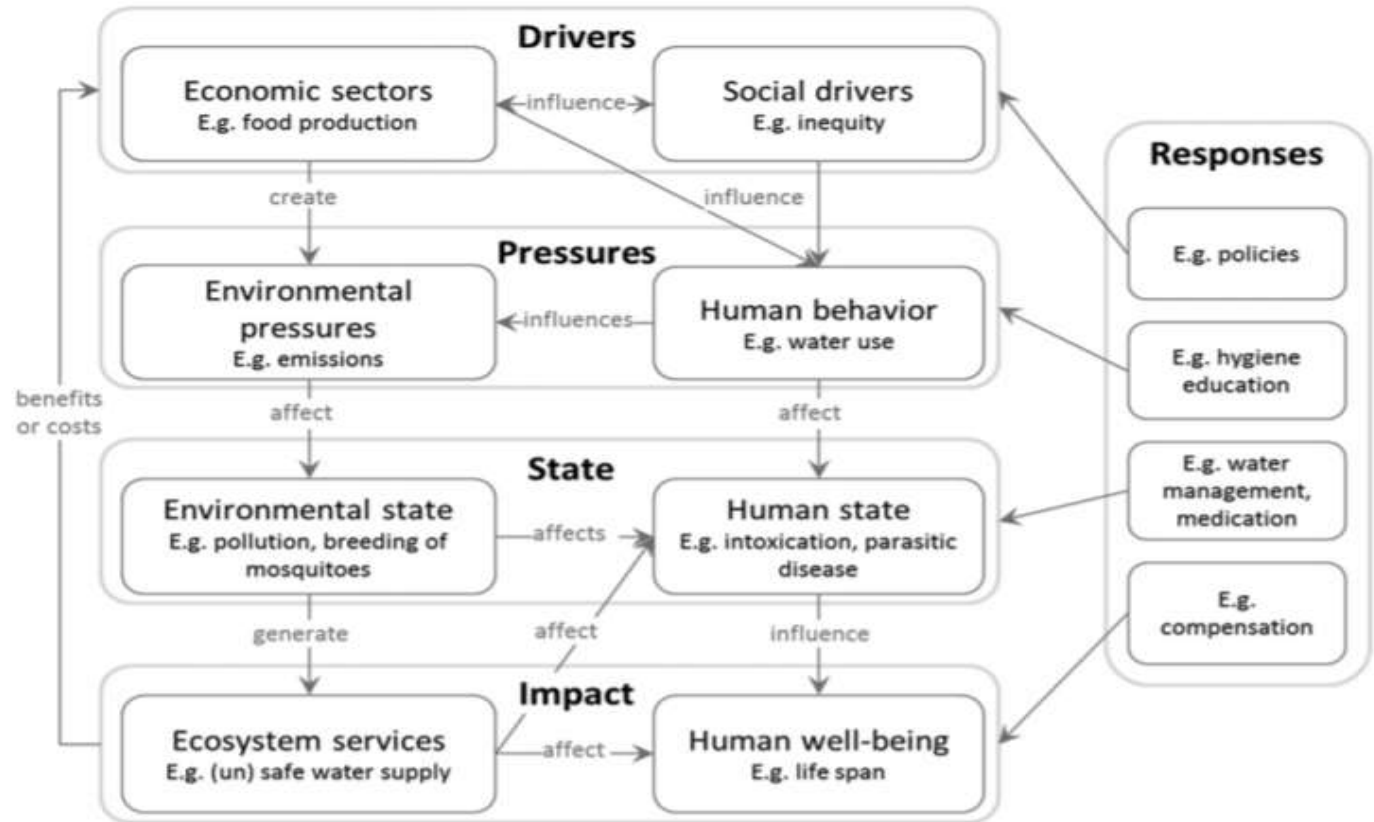 Drivers
Economic sectors
E.g. food production
influence
Social drivers
E.g. inequity
create
influence
Pressures
Environmental
pressures
E.g. emissions
influences
Human behavior
E.g. water use
affect
affect
State
Environmental state
E.g. pollution, breeding of
mosquitoes
affects
Human state
E.g. intoxication, parasitic
disease
generate
affect
influence
Impact
Ecosystem services
E.g. (un) safe water supply
affect
Human well-being
E.g. life span
benefits
or costs
Responses
E.g. policies
E.g. hygiene
education
E.g. water
management,
medication
E.g.
compensation